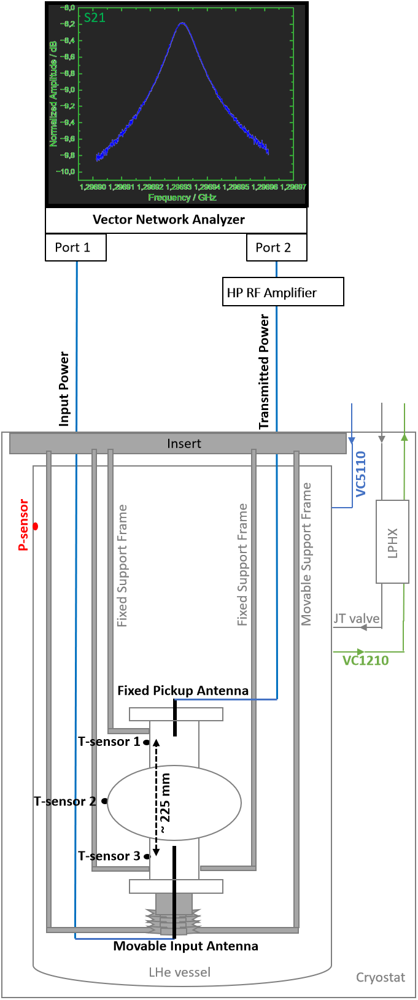 S21
Normalized Amplitude / dB
−8,0
−8,2
−8,4
−8,6
−8,8
−9,0
−9,2
−9,4
−9,6
−9,8
−10,0
1,29690 1,29691 1,29692 1,29693 1,29694 1,29695 1,29696 1,29697
Frequency / GHz
Vector Network Analyzer
Port 1
Port 2
HP RF Amplifier
Input Power
Transmitted Power
Insert
VC5110
P-sensor
Fixed Support Frame
Fixed Support Frame
Movable Support Frame
LPHX
JT valve
VC1210
Fixed Pickup Antenna
T-sensor 1
T-sensor 2
~ 225 mm
T-sensor 3
Movable Input Antenna
LHe vessel
Cryostat